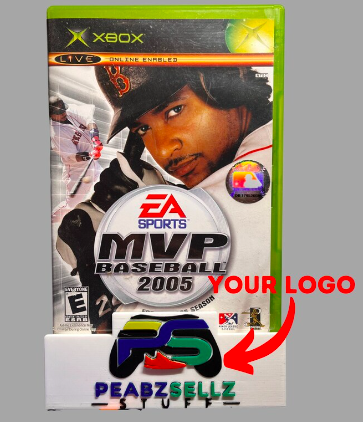 XBOX
LIVE ONLINE ENABLED
EA
SPORTS
MVP
BASEBALL
2005
SEASON
EVERYONE
E
YOUR LOGO
PS
PEABZSELLZ
STUFF